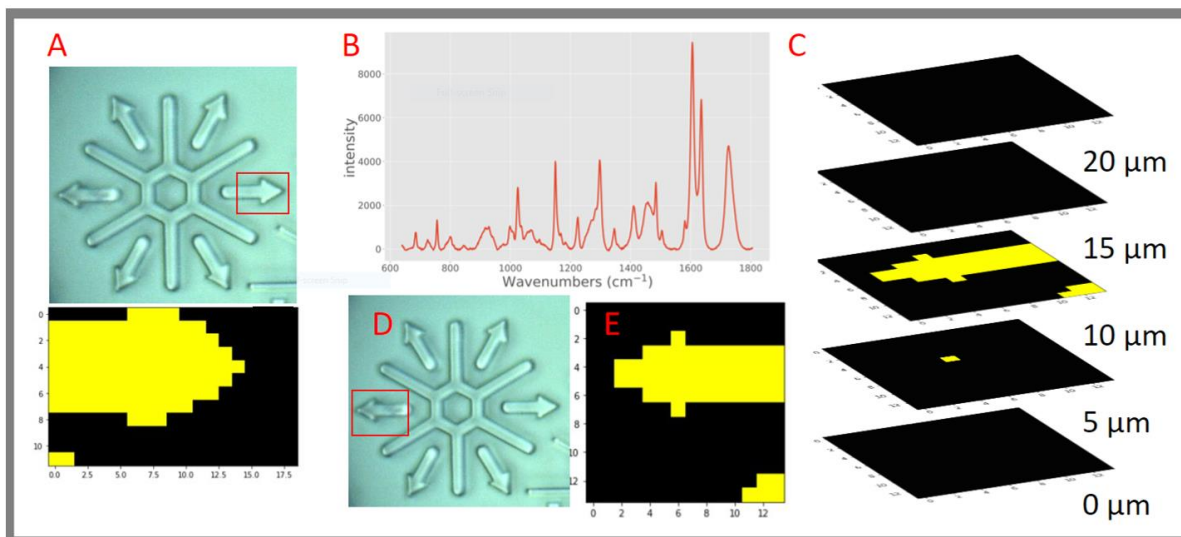 A
B
C
intensity
8000
6000
4000
2000
0
600 800 1000 1200 1400 1600 1800
Wavenumbers (cm⁻¹)
20 µm
15 µm
10 µm
5 µm
0 µm
0
2
4
6
8
10
0.0 2.5 5.0 7.5 10.0 12.5 15.0 17.5
D
E
0
2
4
6
8
10
12
0 2 4 6 8 10 12